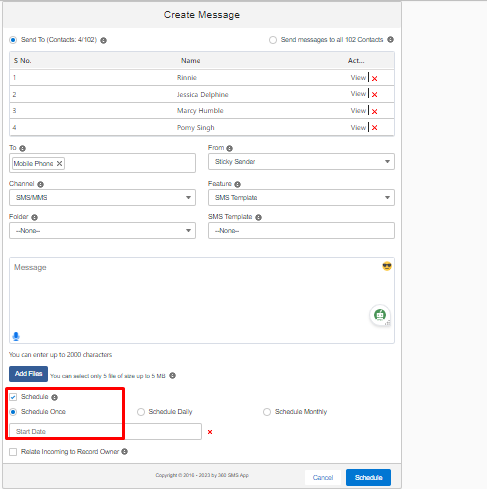 Create Message
Send To (Contacts: 4/102) Send messages to all 102 Contacts
S No. Name Act...
1 Rinnie View
2 Jessica Delphine View
3 Marcy Humble View
4 Pomy Singh View
To From
Mobile Phone Sticky Sender
Channel Feature
SMS/MMS SMS Template
Folder SMS Template
--None-- --None--
Message
You can enter up to 2000 characters
Add Files You can select only 5 file of size up to 5 MB
Schedule
Schedule Once Schedule Daily Schedule Monthly
Start Date
Relate Incoming to Record Owner
Copyright © 2016 - 2023 by 360 SMS App Cancel Schedule